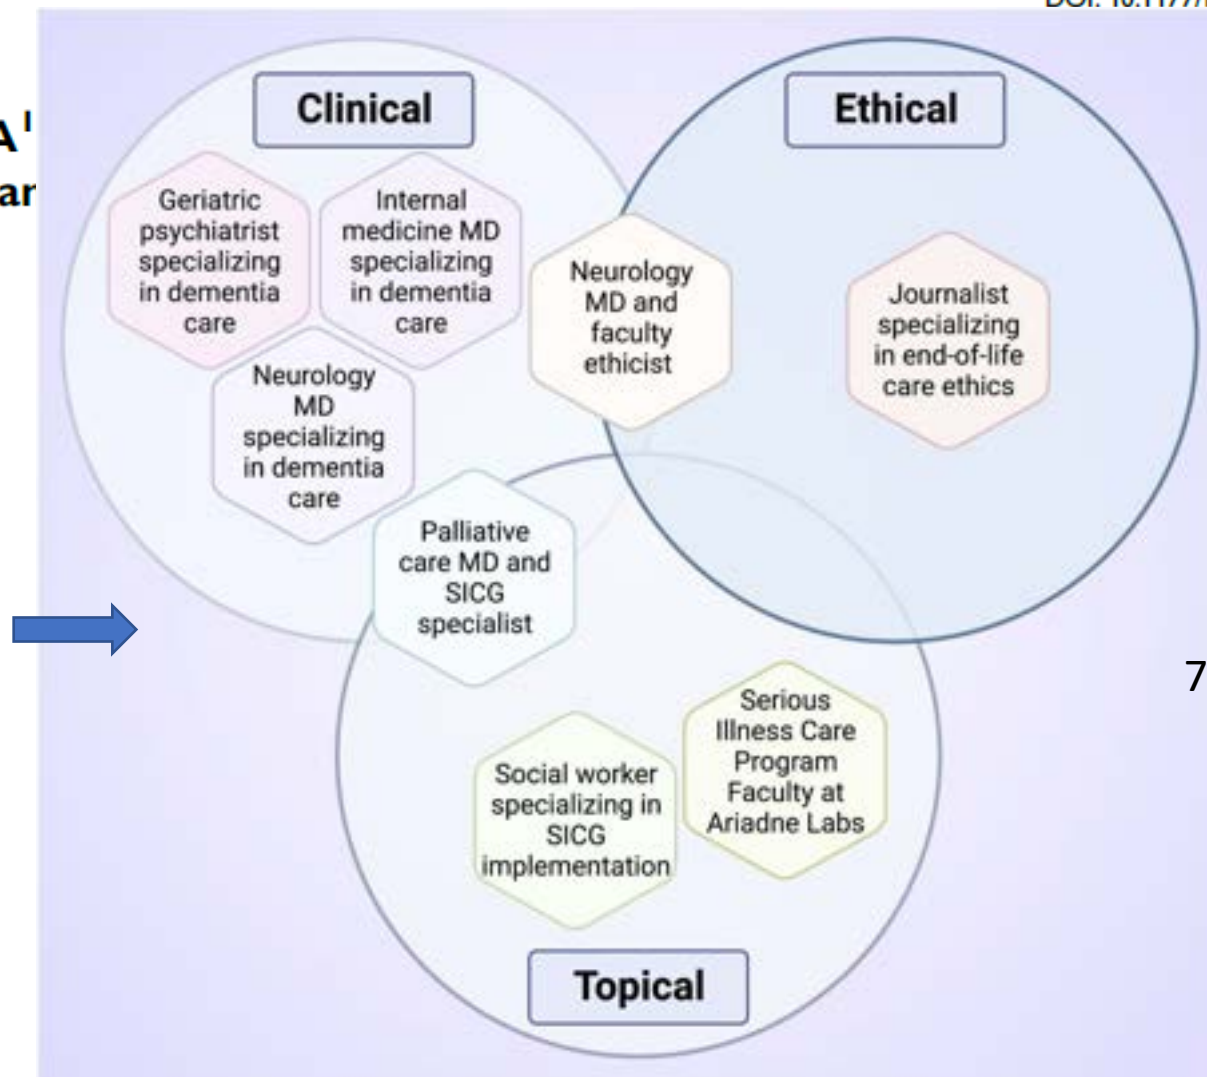 Clinical
Ethical
Geriatric
psychiatrist
specializing
in dementia
care
Internal
medicine MD
specializing
in dementia
care
Neurology
MD and
faculty
ethicist
Journalist
specializing
in end-of-life
care ethics
Neurology
MD
specializing
in dementia
care
Palliative
care MD and
SICG
specialist
7
Serious
Illness Care
Program
Faculty at
Ariadne Labs
Social worker
specializing in
SICG
implementation
Topical